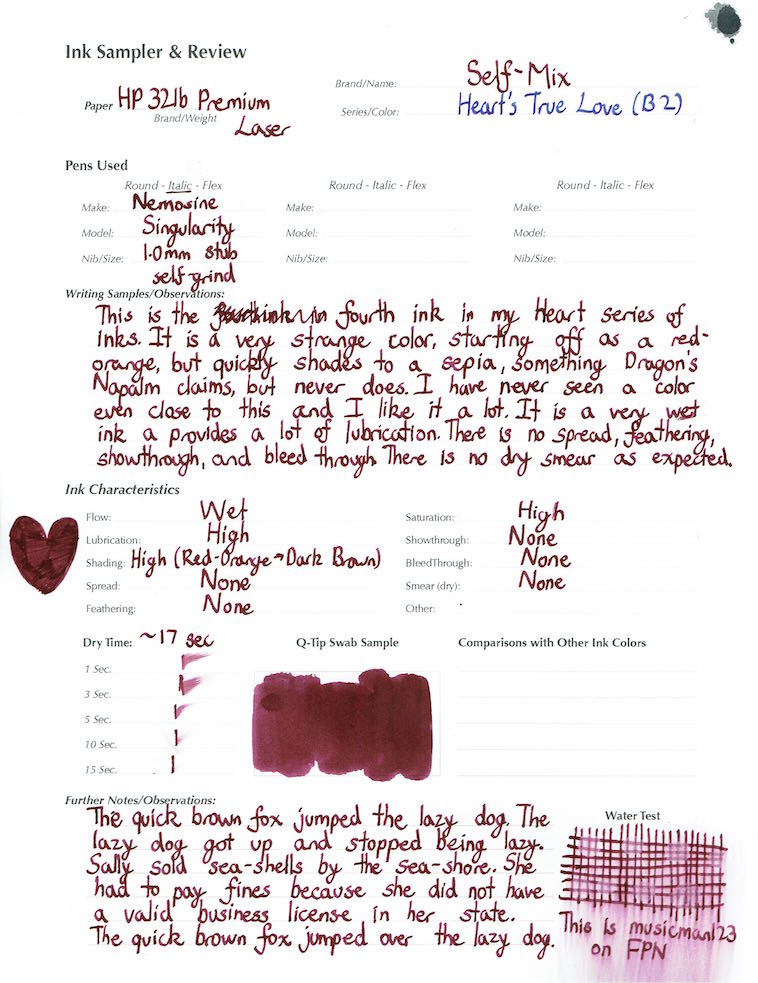 Ink Sampler & Review
Paper HP 32lb Premium
Brand/Weight
Laser
Brand/Name: Self-Mix
Series/Color: Heart's True Love (B2)
Pens Used
Round - Italic - Flex
Round - Italic - Flex
Round - Italic - Flex
Make: Nemosine
Make:
Make:
Model: Singularity
Model:
Model:
Nib/Size: 1.0mm stub
Nib/Size:
Nib/Size:
self-grind
Writing Samples/Observations:
This is the fourth ink in my Heart series of
inks. It is a very strange color, starting off as a red-
orange, but quickly shades to a sepia, something Dragon's
Napalm claims, but never does. I have never seen a color
even close to this and I like it a lot. It is a very wet
ink a provides a lot of lubrication. There is no spread, feathering,
showthrough, and bleed through. There is no dry smear as expected.
Ink Characteristics
Flow: Wet
Saturation: High
Lubrication: High
Showthrough: None
Shading: High (Red-Orange → Dark Brown)
BleedThrough: None
Spread: None
Smear (dry): None
Feathering: None
Other:
Dry Time: ~17 sec
Q-Tip Swab Sample
Comparisons with Other Ink Colors
1 Sec.
3 Sec.
5 Sec.
10 Sec.
15 Sec.
Further Notes/Observations:
The quick brown fox jumped the lazy dog. The
lazy dog got up and stopped being lazy.
Sally sold sea-shells by the sea-shore. She
had to pay fines because she did not have
a valid business license in her state.
The quick brown fox jumped over the lazy dog.
Water Test
This is musicman123
on FPN